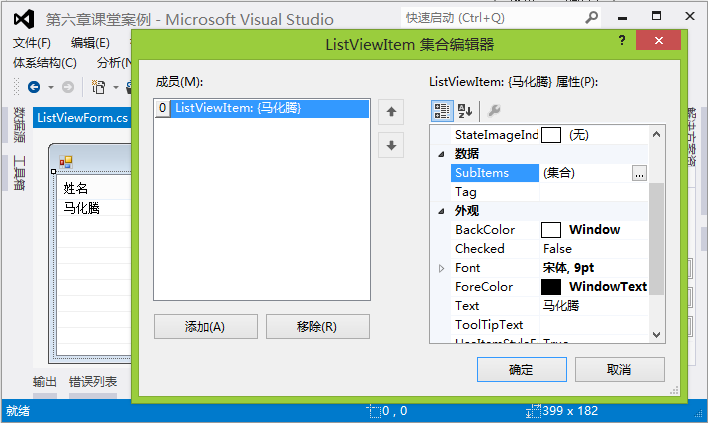 第六章课堂案例 - Microsoft Visual Studio
快速启动 (Ctrl+Q)
文件(F) 编辑(E)
体系结构(C) 分析(N)
ListViewItem 集合编辑器
?
成员(M):
0 ListViewItem: {马化腾}
添加(A) 移除(R)
ListViewItem: {马化腾} 属性(P):
StateImageInd (无)
数据
SubItems (集合) ...
Tag
外观
BackColor Window
Checked False
Font 宋体, 9pt
ForeColor WindowText
Text 马化腾
ToolTipText
True
确定 取消
数据源
工具箱
ListViewForm.cs
姓名
马化腾
输出 错误列表
就绪 0 , 0 399 x 182